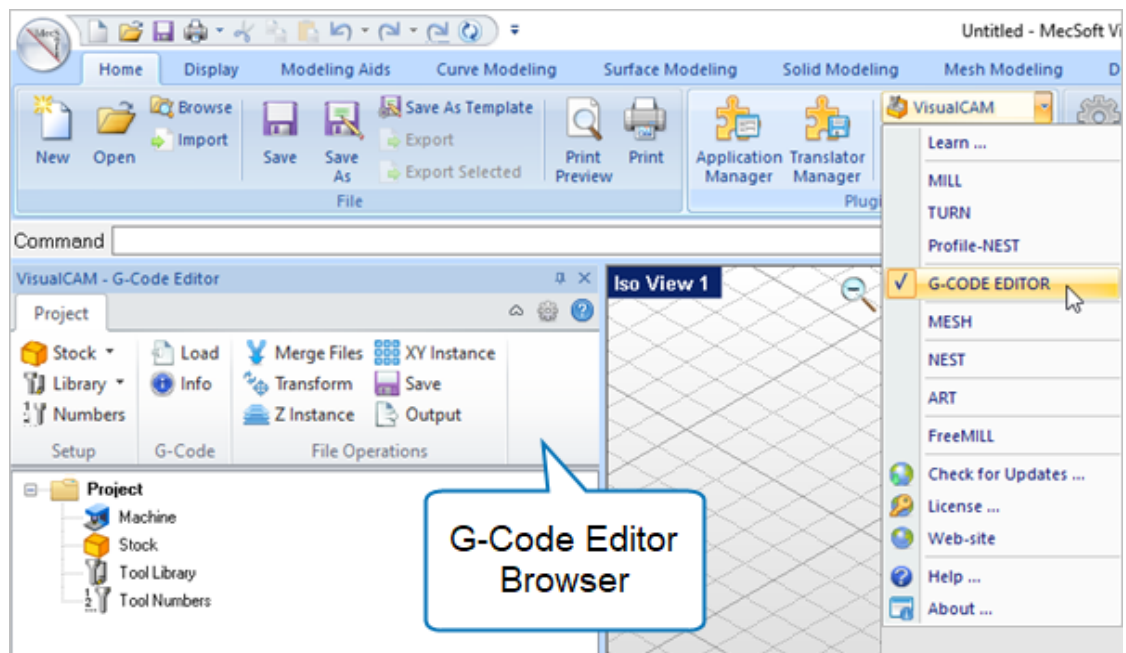 Untitled - MecSoft Vi
Home Display Modeling Aids Curve Modeling Surface Modeling Solid Modeling Mesh Modeling D
New
Open
Browse
Import
Save
Save As
Save As Template
Export
Export Selected
Print Preview
Print
File
Application Manager
Translator Manager
Plugi
VisualCAM
Learn ...
MILL
TURN
Profile-NEST
G-CODE EDITOR
MESH
NEST
ART
FreeMILL
Check for Updates ...
License ...
Web-site
Help ...
About ...
Command
VisualCAM - G-Code Editor
Project
Stock
Library
Numbers
Setup
Load
Info
G-Code
Merge Files
Transform
Z Instance
XY Instance
Save
Output
File Operations
Project
Machine
Stock
Tool Library
Tool Numbers
Iso View 1
G-Code Editor
Browser